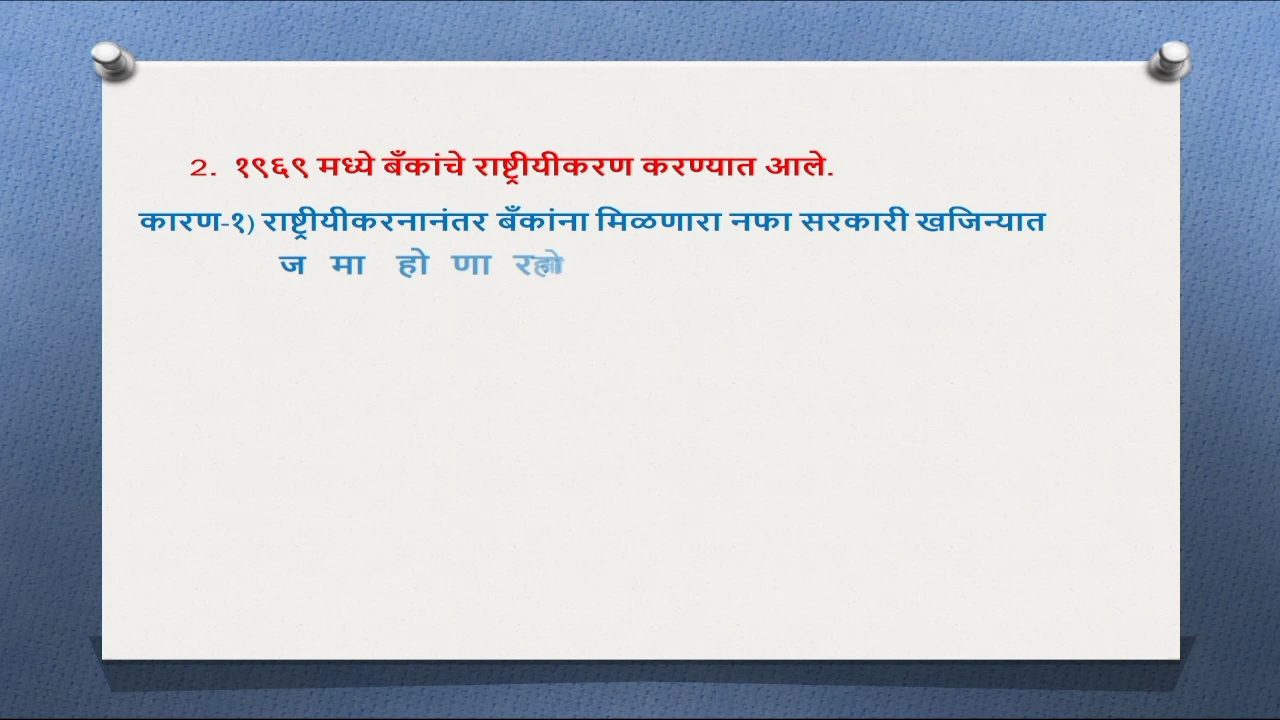 2. १९६९ मध्ये बँकांचे राष्ट्रीयीकरण करण्यात आले.
कारण-१) राष्ट्रीयीकरनानंतर बँकांना मिळणारा नफा सरकारी खजिन्यात
ज मा हो णा र